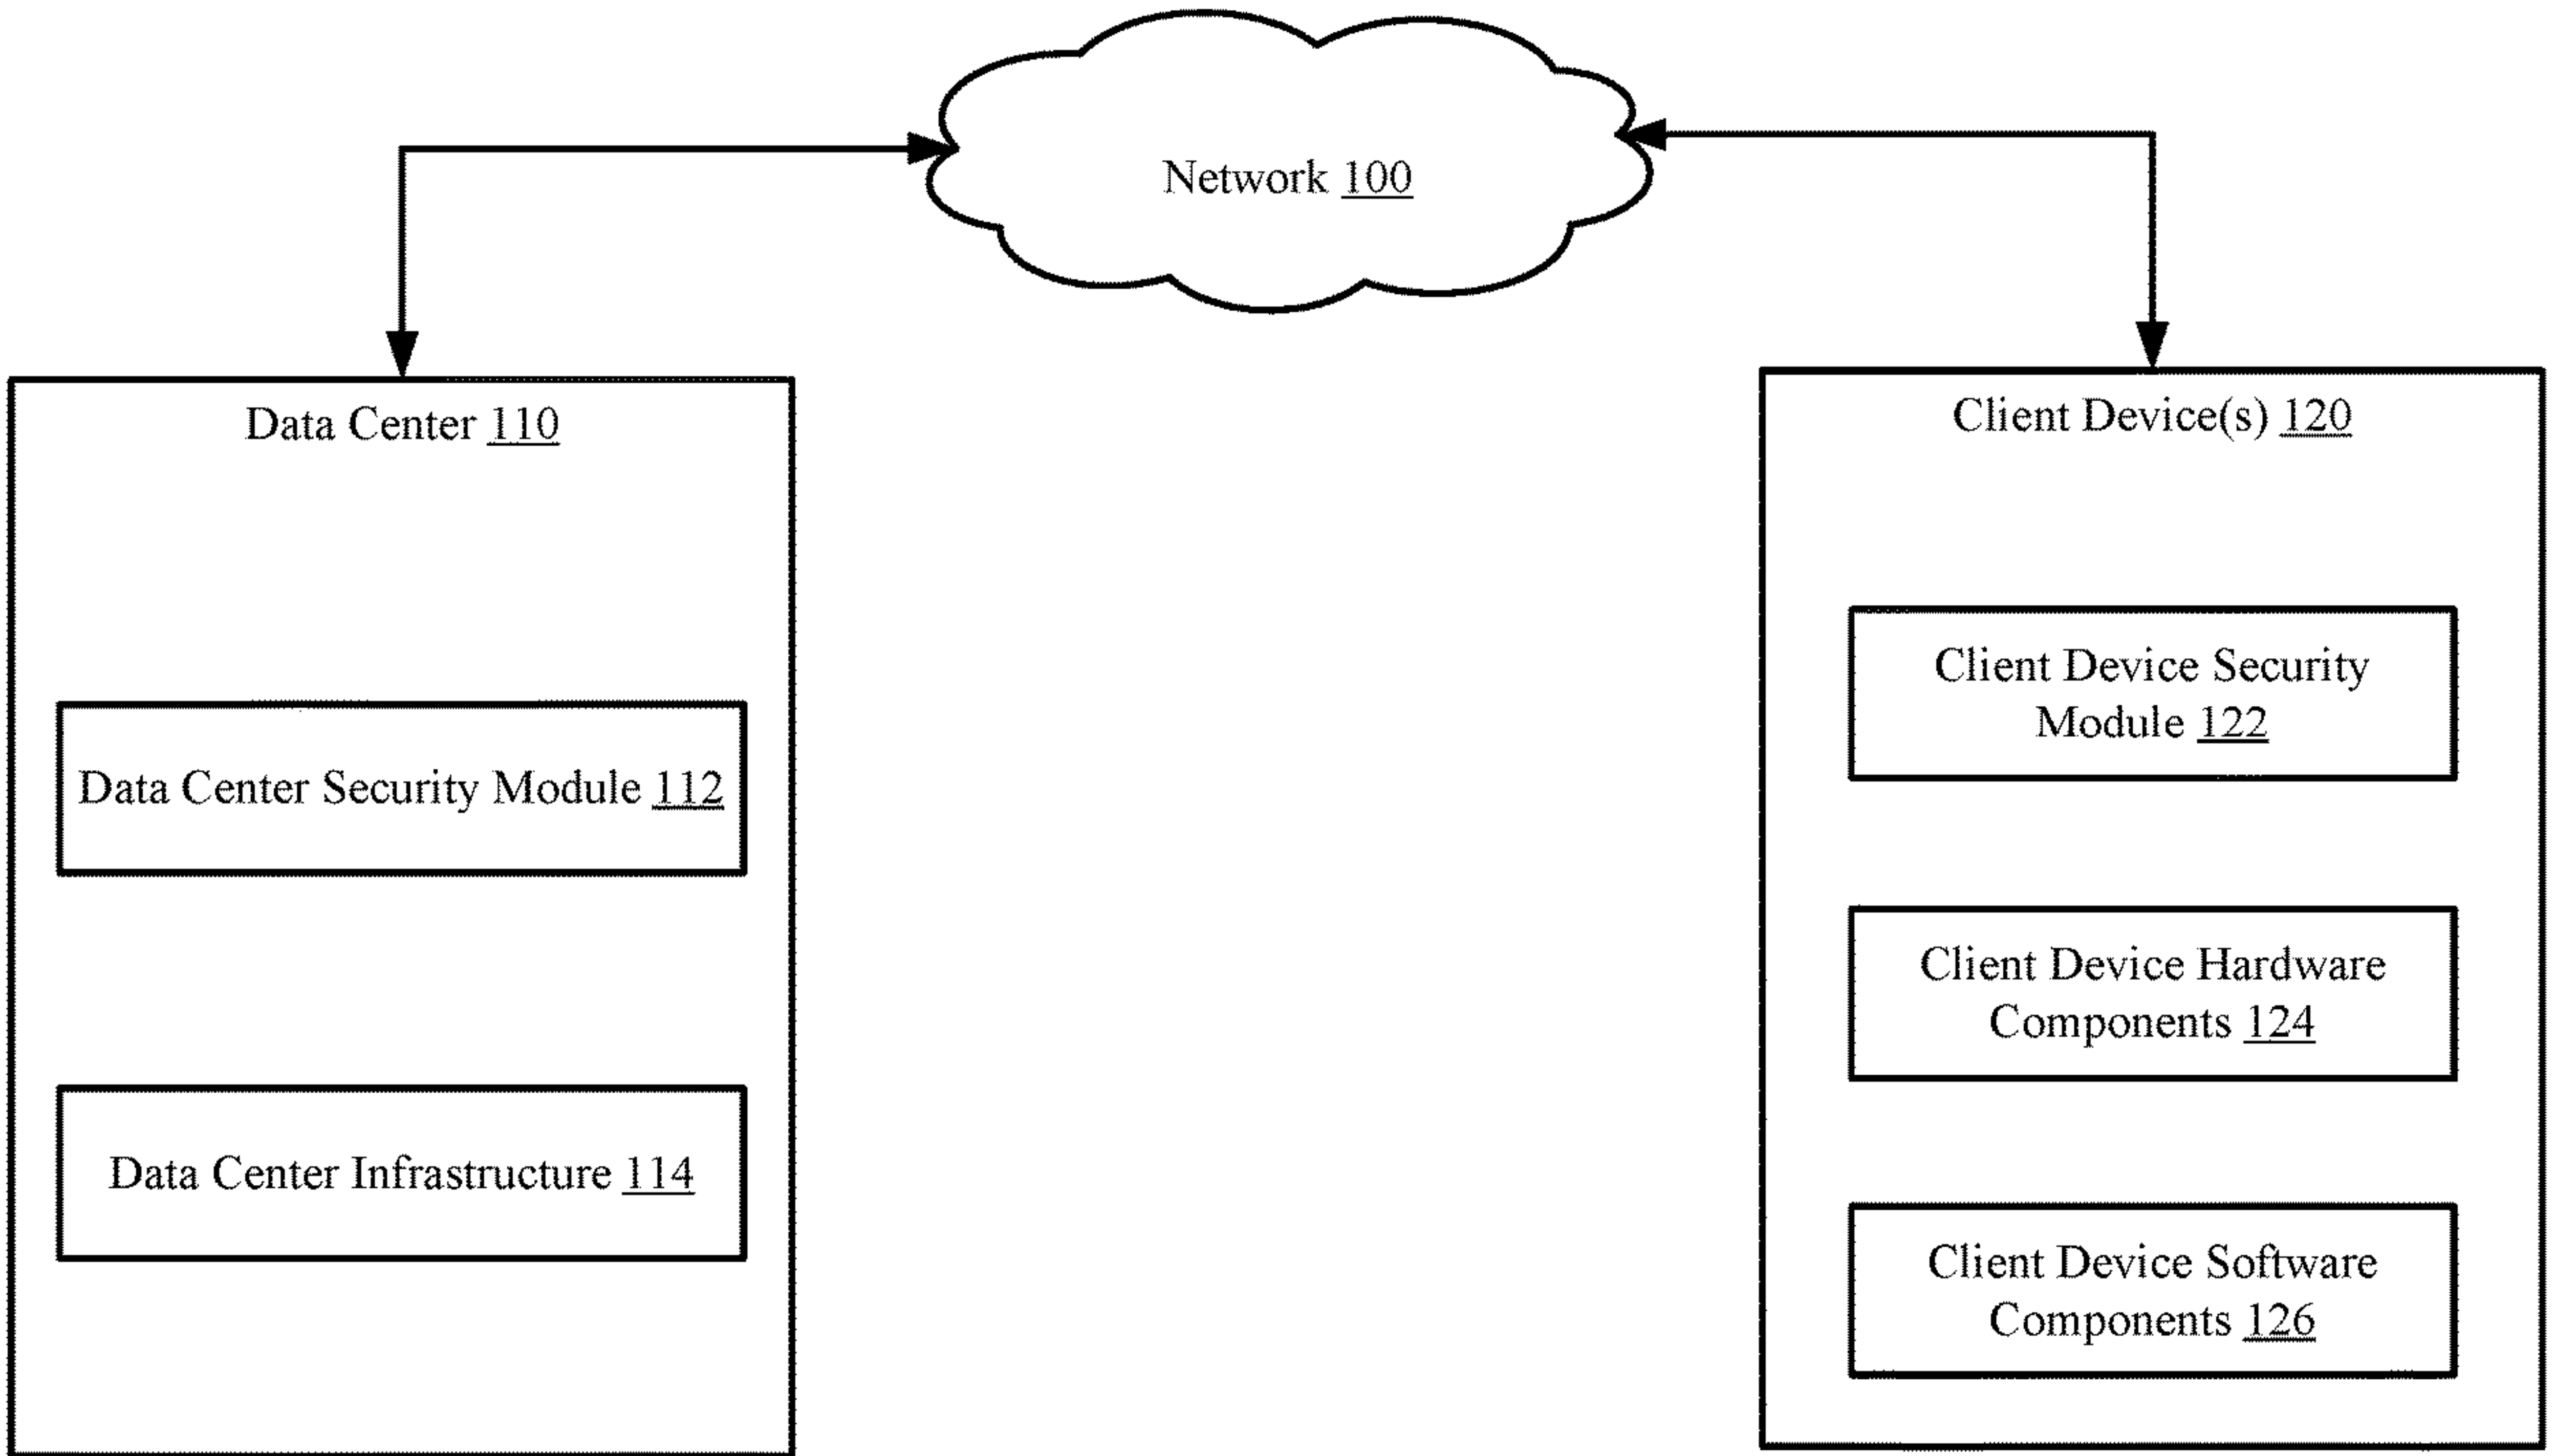 Network 100
Data Center 110
Data Center Security Module 112
Data Center Infrastructure 114
Client Device(s) 120
Client Device Security
Module 122
Client Device Hardware
Components 124
Client Device Software
Components 126